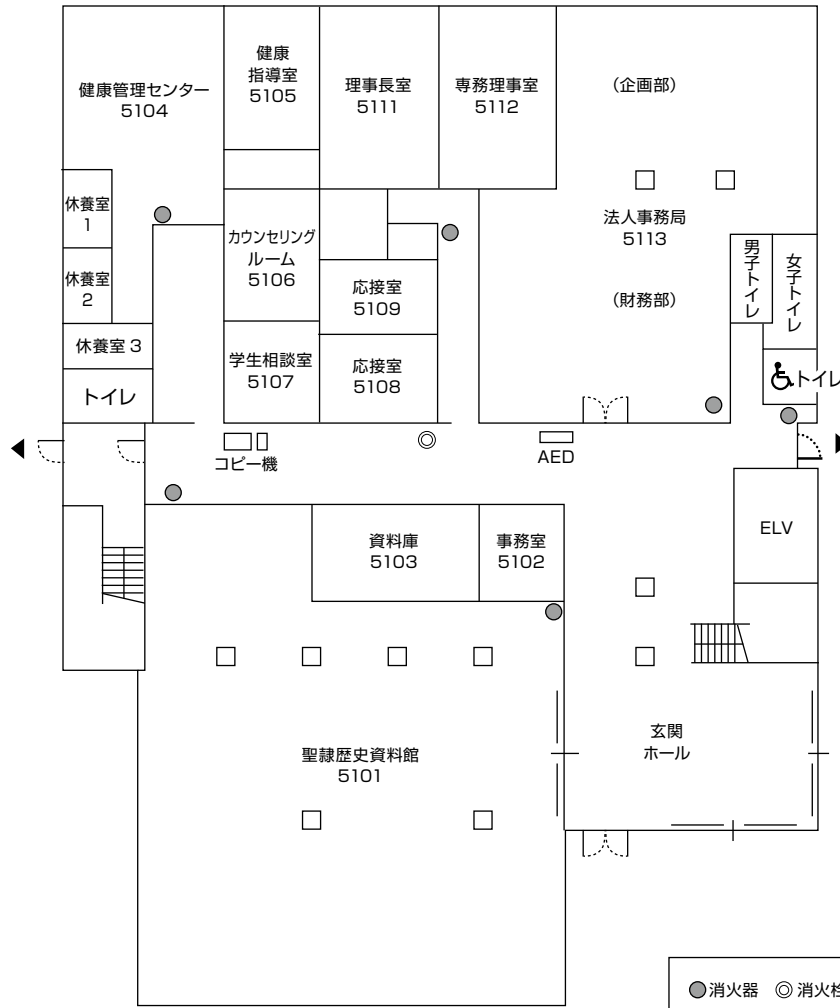 健康管理センター
5104
健康
指導室
5105
理事長室
5111
専務理事室
5112
（企画部）
休養室
1
カウンセリング
ルーム
5106
法人事務局
5113
男子トイレ
女子トイレ
休養室
2
応接室
5109
（財務部）
休養室 3
学生相談室
5107
応接室
5108
トイレ
トイレ
コピー機
AED
資料庫
5103
事務室
5102
ELV
聖隷歴史資料館
5101
玄関
ホール
消火器
消火栓